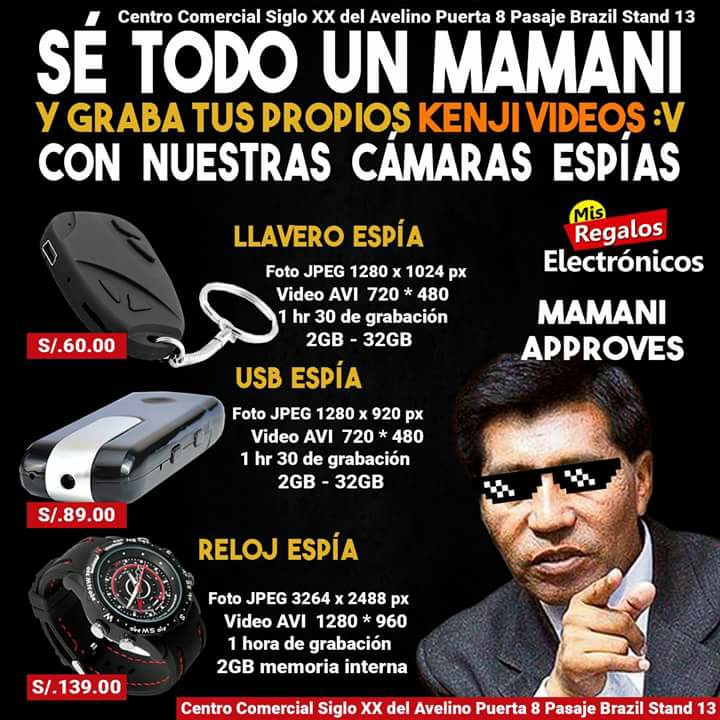 Centro Comercial Siglo XX del Avelino Puerta 8 Pasaje Brazil Stand 13
SÉ TODO UN MAMANI
Y GRABA TUS PROPIOS KENJI VIDEOS :V
CON NUESTRAS CÁMARAS ESPÍAS
Mis
Regalos
Electrónicos
LLAVERO ESPÍA
Foto JPEG 1280 x 1024 px
Video AVI 720 * 480
1 hr 30 de grabación
2GB - 32GB
S/.60.00
MAMANI
APPROVES
USB ESPÍA
Foto JPEG 1280 x 920 px
Video AVI 720 * 480
1 hr 30 de grabación
2GB - 32GB
S/.89.00
RELOJ ESPÍA
Foto JPEG 3264 x 2488 px
Video AVI 1280 * 960
1 hora de grabación
2GB memoria interna
S/.139.00
Centro Comercial Siglo XX del Avelino Puerta 8 Pasaje Brazil Stand 13